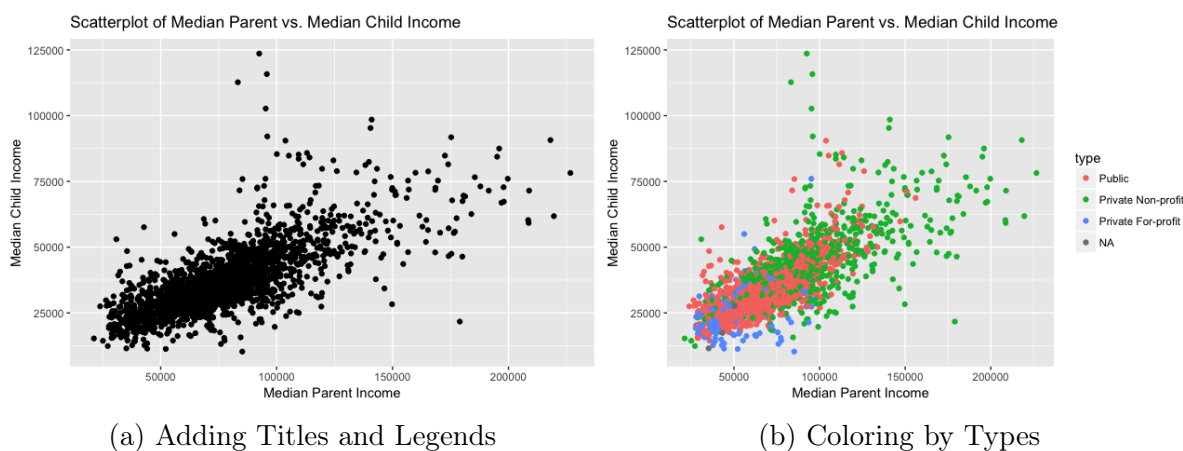 Scatterplot of Median Parent vs. Median Child Income
125000
100000
75000
50000
25000
Median Child Income
50000
100000
150000
200000
Median Parent Income
(a) Adding Titles and Legends
Scatterplot of Median Parent vs. Median Child Income
125000
100000
75000
50000
25000
Median Child Income
50000
100000
150000
200000
Median Parent Income
type
Public
Private Non-profit
Private For-profit
NA
(b) Coloring by Types